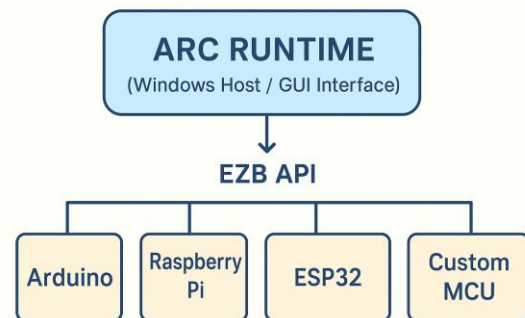 ARC RUNTIME
(Windows Host / GUI Interface)
EZB API
Arduino
Raspberry
Pi
ESP32
Custom
MCU